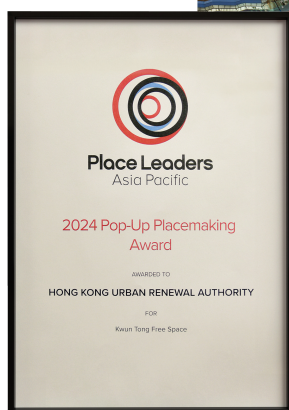 Place Leaders
Asia Pacific
2024 Pop-Up Placemaking
Award
AWARDED TO
HONG KONG URBAN RENEWAL AUTHORITY
FOR
Kwun Tong Free Space